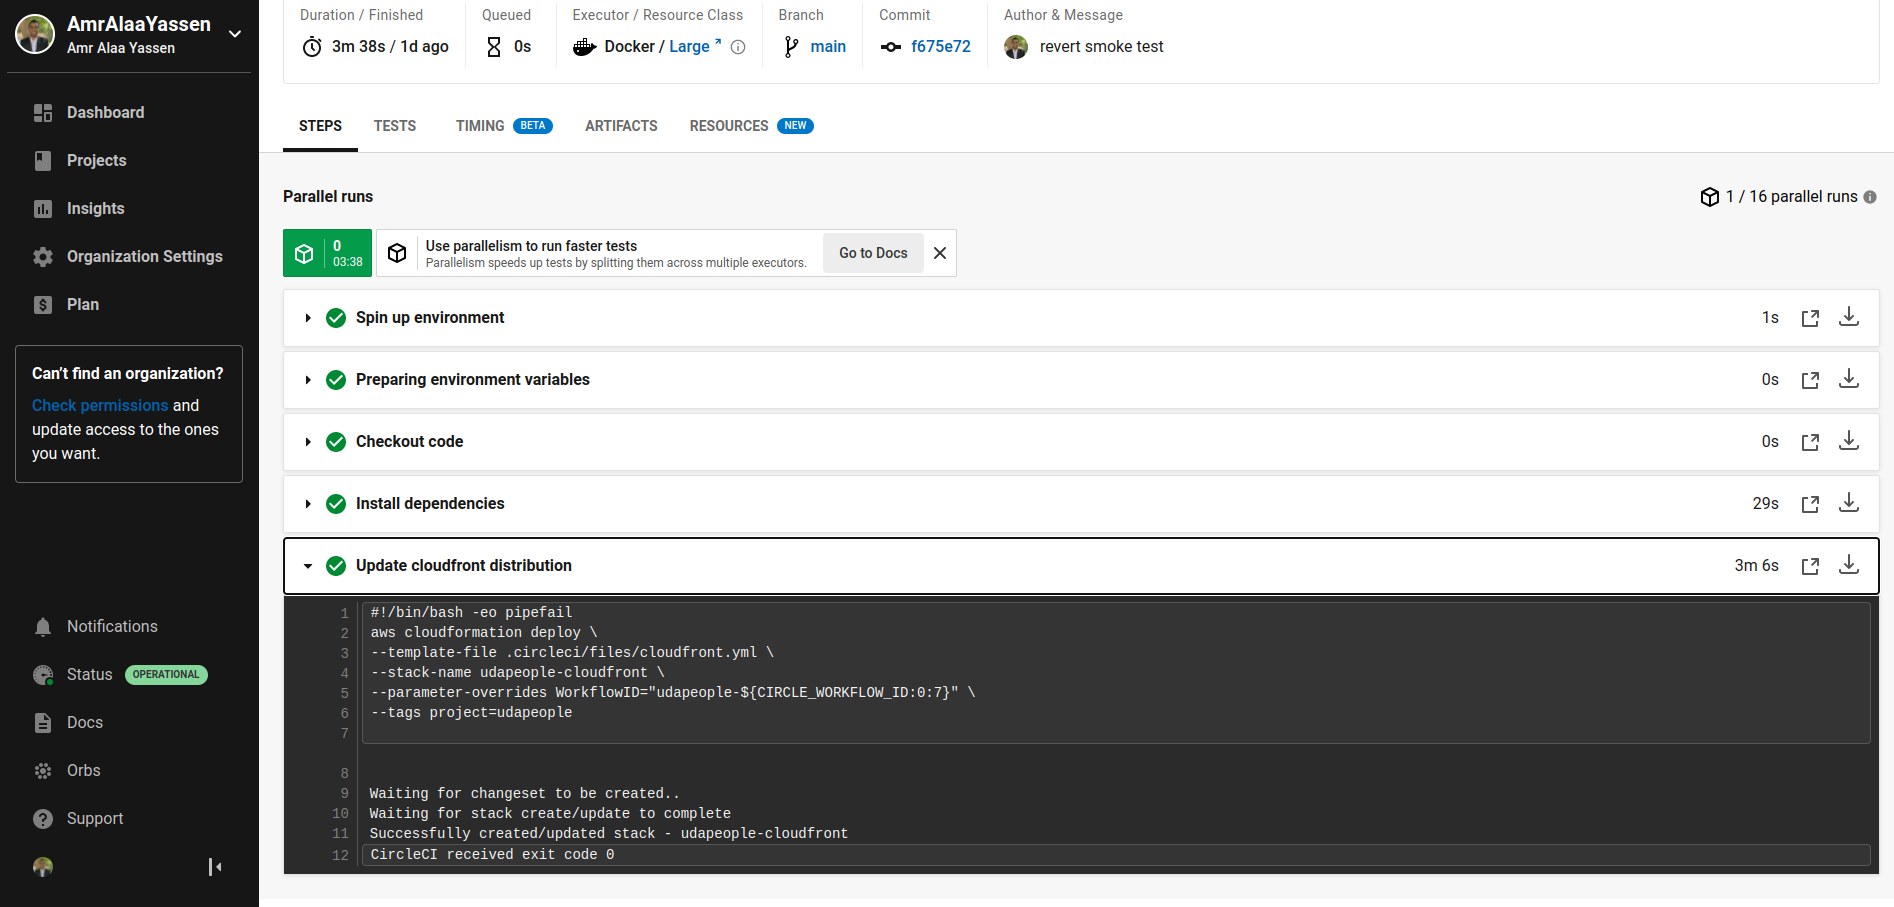 AmrAlaaYassen
Amr Alaa Yassen
Dashboard
Projects
Insights
Organization Settings
Plan
Can't find an organization?
Check permissions and
update access to the ones
you want.
Notifications
Status OPERATIONAL
Docs
Orbs
Support
Duration / Finished
3m 38s / 1d ago
Queued
0s
Executor / Resource Class
Docker / Large
Branch
main
Commit
f675e72
Author & Message
revert smoke test
STEPS
TESTS
TIMING BETA
ARTIFACTS
RESOURCES NEW
Parallel runs
1 / 16 parallel runs
0
03:38
Use parallelism to run faster tests
Parallelism speeds up tests by splitting them across multiple executors.
Go to Docs
Spin up environment 1s
Preparing environment variables 0s
Checkout code 0s
Install dependencies 29s
Update cloudfront distribution 3m 6s
1 #!/bin/bash -eo pipefail
2 aws cloudformation deploy \
3 --template-file .circleci/files/cloudfront.yml \
4 --stack-name udapeople-cloudfront \
5 --parameter-overrides WorkflowID="udapeople-${CIRCLE_WORKFLOW_ID:0:7}" \
6 --tags project=udapeople
7
8
9 Waiting for changeset to be created..
10 Waiting for stack create/update to complete
11 Successfully created/updated stack - udapeople-cloudfront
12 CircleCI received exit code 0